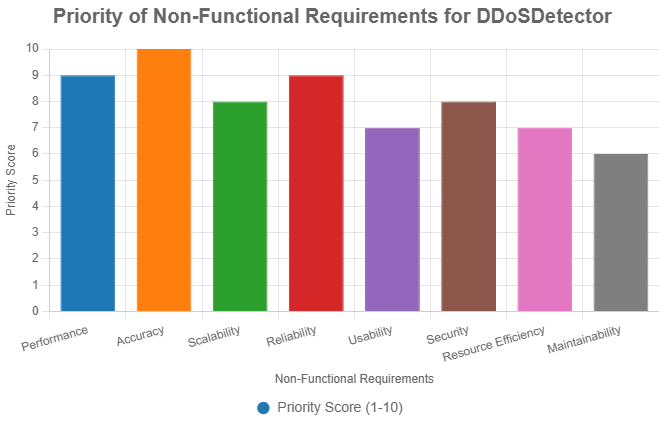 Priority of Non-Functional Requirements for DDoSDetector
10
9
8
7
6
5
4
3
2
1
0
Priority Score
Performance
Accuracy
Scalability
Reliability
Usability
Security
Resource Efficiency
Maintainability
Non-Functional Requirements
Priority Score (1-10)